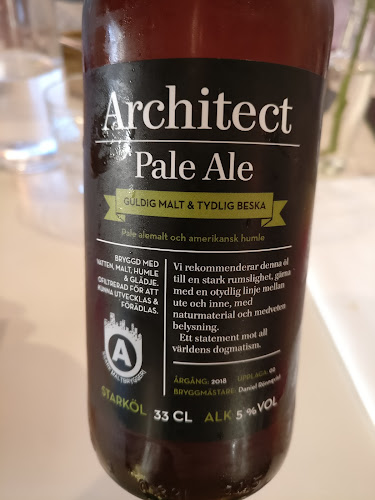 Architect
Pale Ale
GULDIG MALT & TYDLIG BESKA
Pale alemalt och amerikansk humle
BRYGGD MED
VATTEN, MALT, HUMLE
& GLÄDJE.
OFILTRERAD FÖR ATT
KUNNA UTVECKLAS &
FÖRÄDLAS.
Vi rekommenderar denna öl
till en stark rumslighet, gärna
med en otydlig linje mellan
ute och inne, med
naturmaterial och medveten
belysning.
Ett statement mot all
världens dogmatism.
A
ÅRGÅNG: 2018 UPPLAGA:
BRYGGMÄSTARE: Daniel
STARKÖL 33 CL ALK 5 % VOL